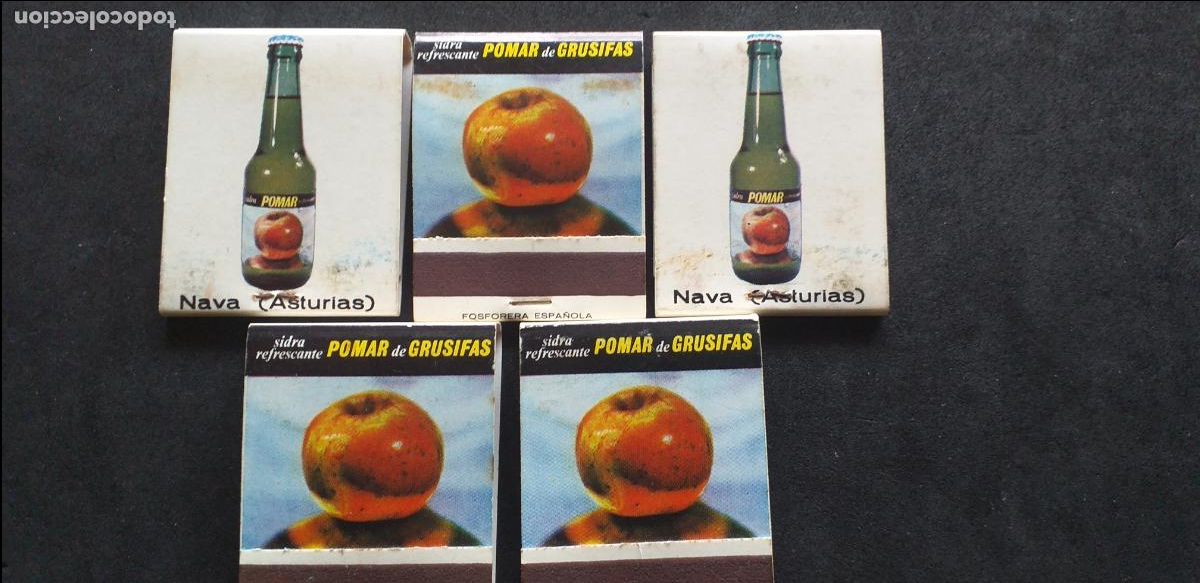 todocoleccion
POMAR
Nava (Asturias)
sidra
refrescante POMAR de GRUSIFAS
FOSFORERA ESPAÑOLA
sidra POMAR
Nava (Asturias)
sidra
refrescante POMAR de GRUSIFAS
sidra
refrescante POMAR de GRUSIFAS